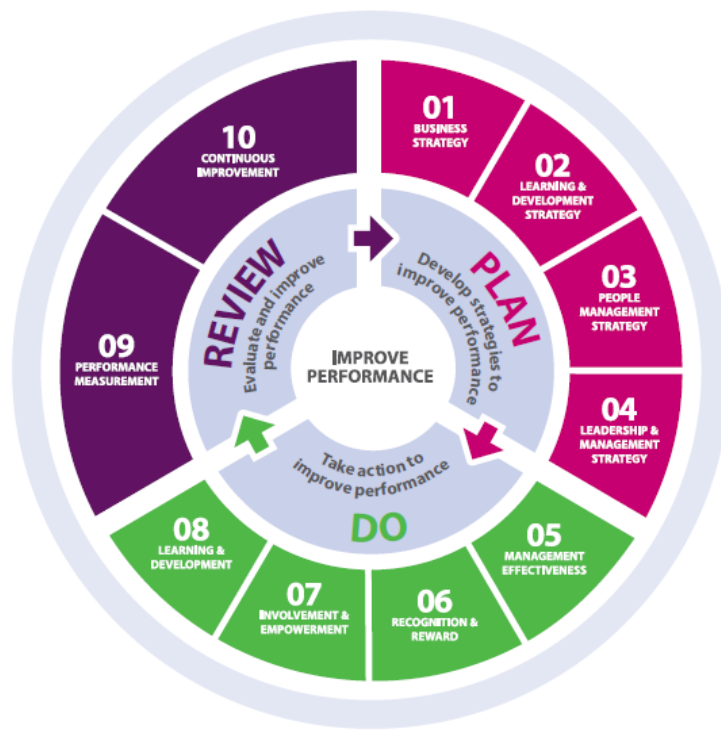 01
BUSINESS
STRATEGY
02
LEARNING &
DEVELOPMENT
STRATEGY
03
PEOPLE
MANAGEMENT
STRATEGY
04
LEADERSHIP &
MANAGEMENT
STRATEGY
05
MANAGEMENT
EFFECTIVENESS
06
RECOGNITION &
REWARD
07
INVOLVEMENT &
EMPOWERMENT
08
LEARNING &
DEVELOPMENT
09
PERFORMANCE
MEASUREMENT
10
CONTINUOUS
IMPROVEMENT
PLAN
Develop strategies to
improve performance
DO
Take action to
improve performance
REVIEW
Evaluate and improve
performance
IMPROVE
PERFORMANCE